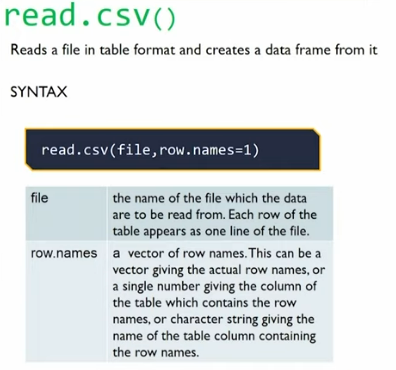 read.csv()
Reads a file in table format and creates a data frame from it
SYNTAX
read.csv(file,row.names=1)
file
the name of the file which the data
are to be read from. Each row of the
table appears as one line of the file.
row.names
a vector of row names.This can be a
vector giving the actual row names, or
a single number giving the column of
the table which contains the row
names, or character string giving the
name of the table column containing
the row names.